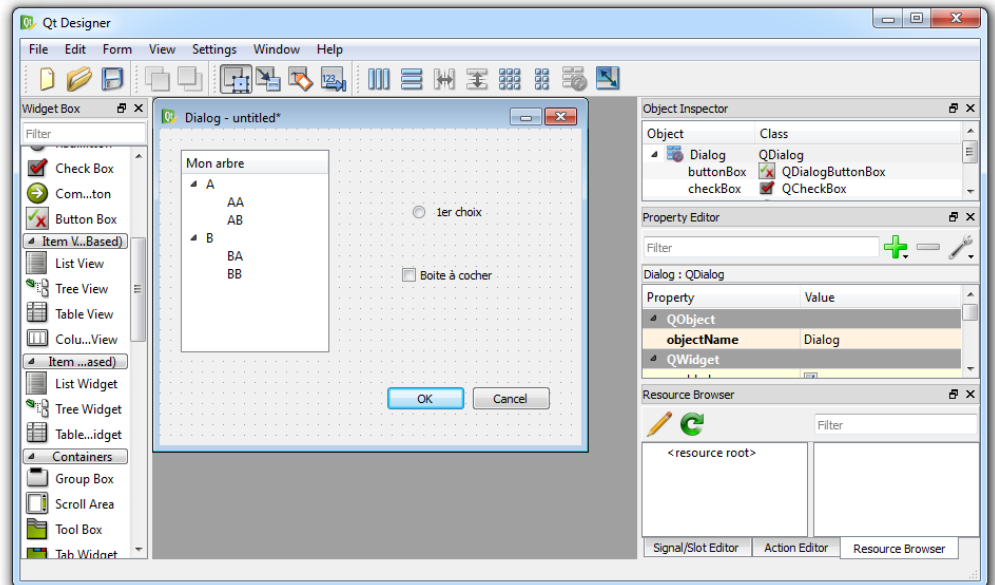 Qt Designer
File Edit Form View Settings Window Help
123
Widget Box
Filter
Check Box
Com...ton
Button Box
Item V...Based)
List View
Tree View
Table View
Colu...View
Item ...ased)
List Widget
Tree Widget
Table...idget
Containers
Group Box
Scroll Area
Tool Box
Tab Widget
Dialog - untitled*
Mon arbre
A
AA
AB
B
BA
BB
1er choix
Boite à cocher
OK Cancel
Object Inspector
Object Class
Dialog QDialog
buttonBox QDialogButtonBox
checkBox QCheckBox
Property Editor
Filter
Dialog : QDialog
Property Value
QObject
objectName Dialog
QWidget
Resource Browser
Filter
<resource root>
Signal/Slot Editor Action Editor Resource Browser